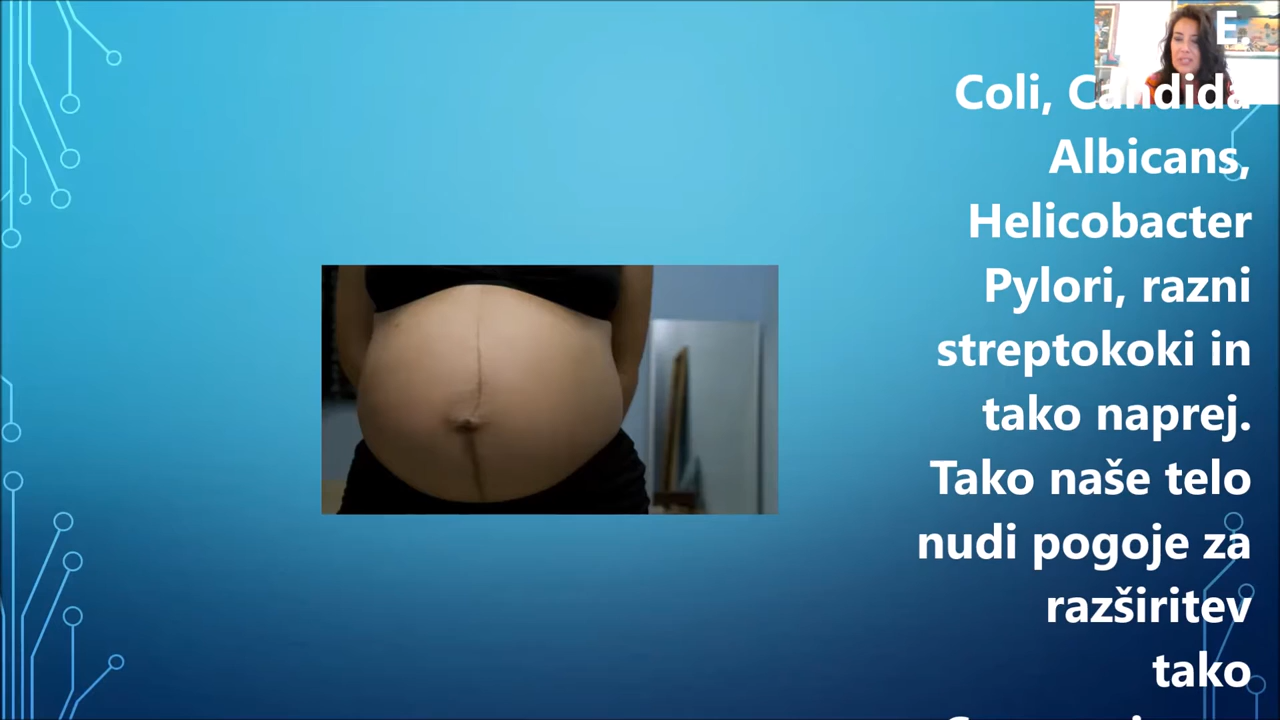 E.
Coli, Candida
Albicans,
Helicobacter
Pylori, razni
streptokoki in
tako naprej.
Tako naše telo
nudi pogoje za
razširitev
tako